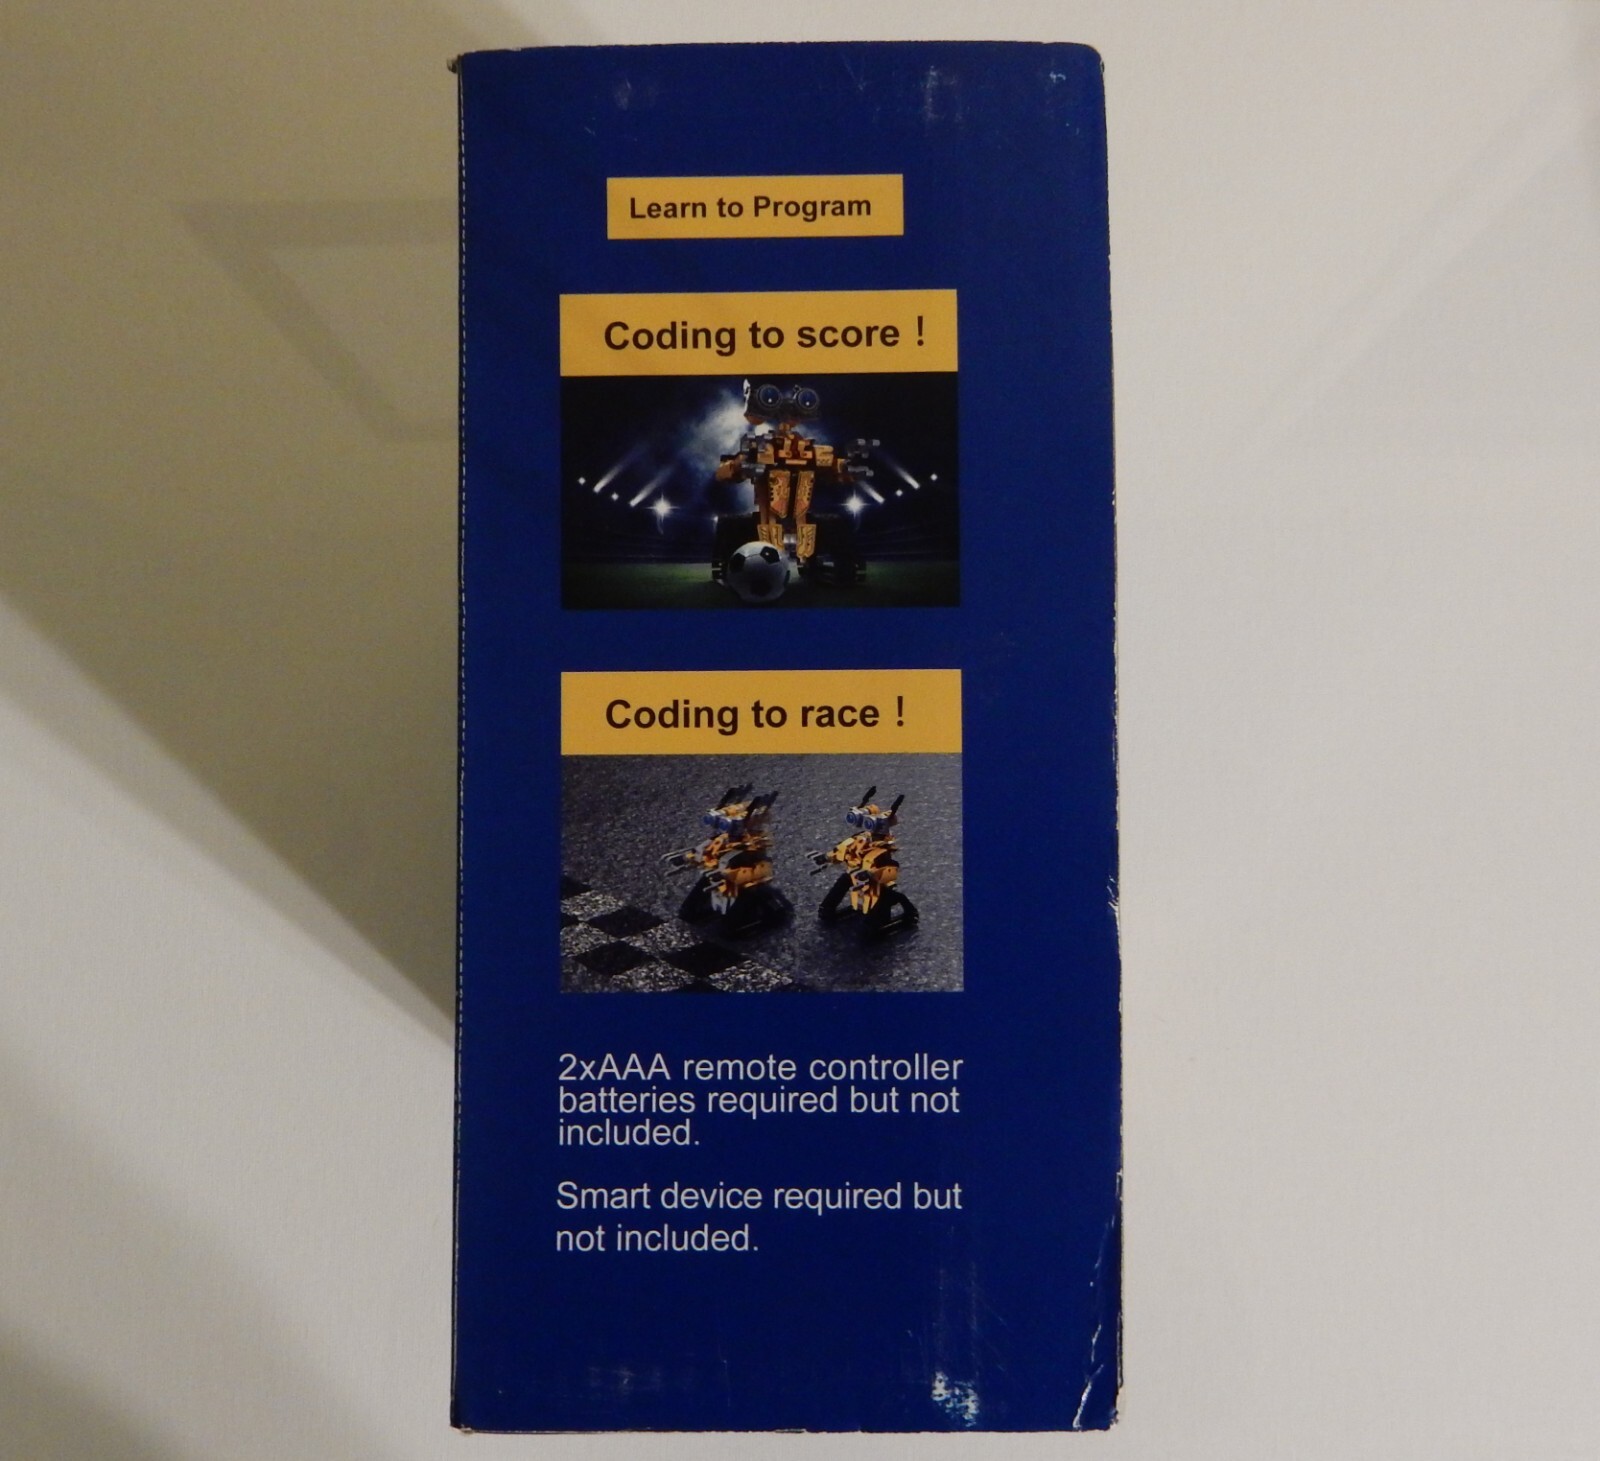 Learn to Program
Coding to score !
Coding to race !
2xAAA remote controller
batteries required but not
included.
Smart device required but
not included.